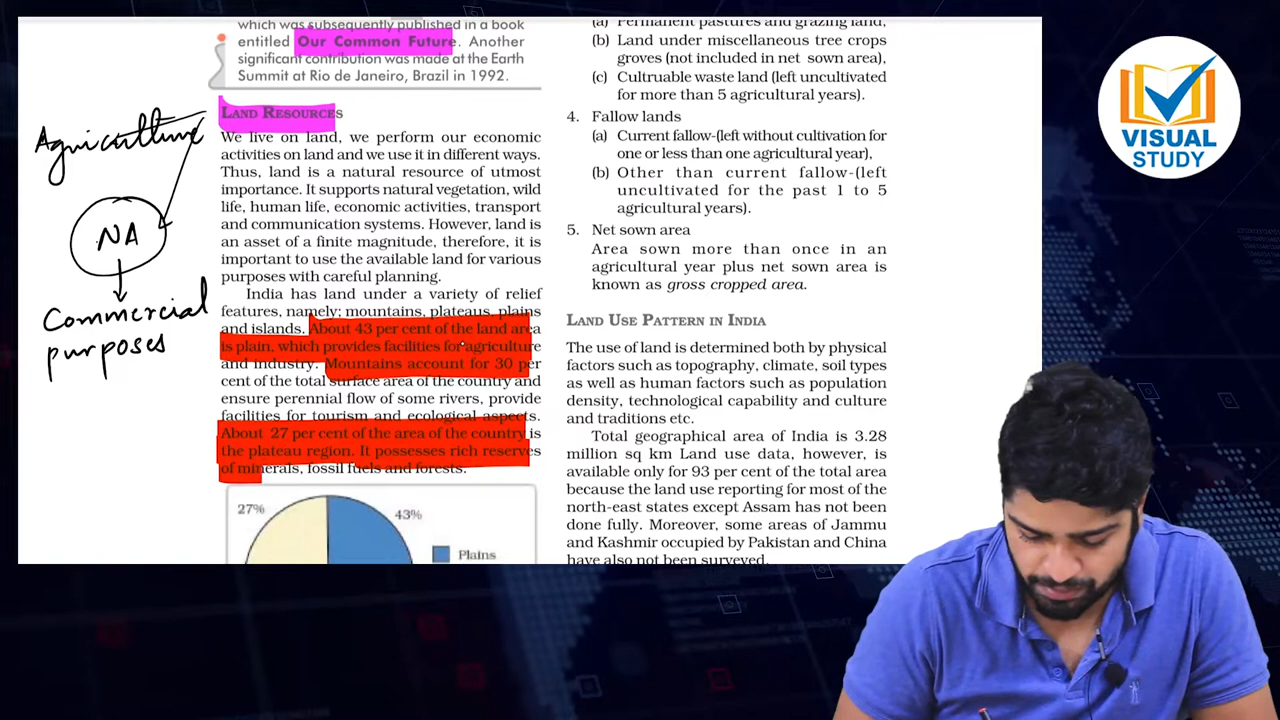 which was subsequently published in a book
entitled Our Common Future. Another
significant contribution was made at the Earth
Summit at Rio de Janeiro, Brazil in 1992.
LAND RESOURCES
We live on land, we perform our economic
activities on land and we use it in different ways.
Thus, land is a natural resource of utmost
importance. It supports natural vegetation, wild
life, human life, economic activities, transport
and communication systems. However, land is
an asset of a finite magnitude, therefore, it is
important to use the available land for various
purposes with careful planning.
India has land under a variety of relief
features, namely; mountains, plateaus, plains
and islands. About 43 per cent of the land area
is plain, which provides facilities for agriculture
and industry. Mountains account for 30 per
cent of the total surface area of the country and
ensure perennial flow of some rivers, provide
facilities for tourism and ecological aspects.
About 27 per cent of the area of the country is
the plateau region. It possesses rich reserves
of minerals, fossil fuels and forests.
27%
43%
Plains
Agriculture
NA
Commercial
purposes
(a) Permanent pastures and grazing land,
(b) Land under miscellaneous tree crops
groves (not included in net sown area),
(c) Cultruable waste land (left uncultivated
for more than 5 agricultural years).
4. Fallow lands
(a) Current fallow-(left without cultivation for
one or less than one agricultural year),
(b) Other than current fallow-(left
uncultivated for the past 1 to 5
agricultural years).
5. Net sown area
Area sown more than once in an
agricultural year plus net sown area is
known as gross cropped area.
LAND USE PATTERN IN INDIA
The use of land is determined both by physical
factors such as topography, climate, soil types
as well as human factors such as population
density, technological capability and culture
and traditions etc.
Total geographical area of India is 3.28
million sq km Land use data, however, is
available only for 93 per cent of the total area
because the land use reporting for most of the
north-east states except Assam has not been
done fully. Moreover, some areas of Jammu
and Kashmir occupied by Pakistan and China
have also not been surveyed.
VISUAL
STUDY